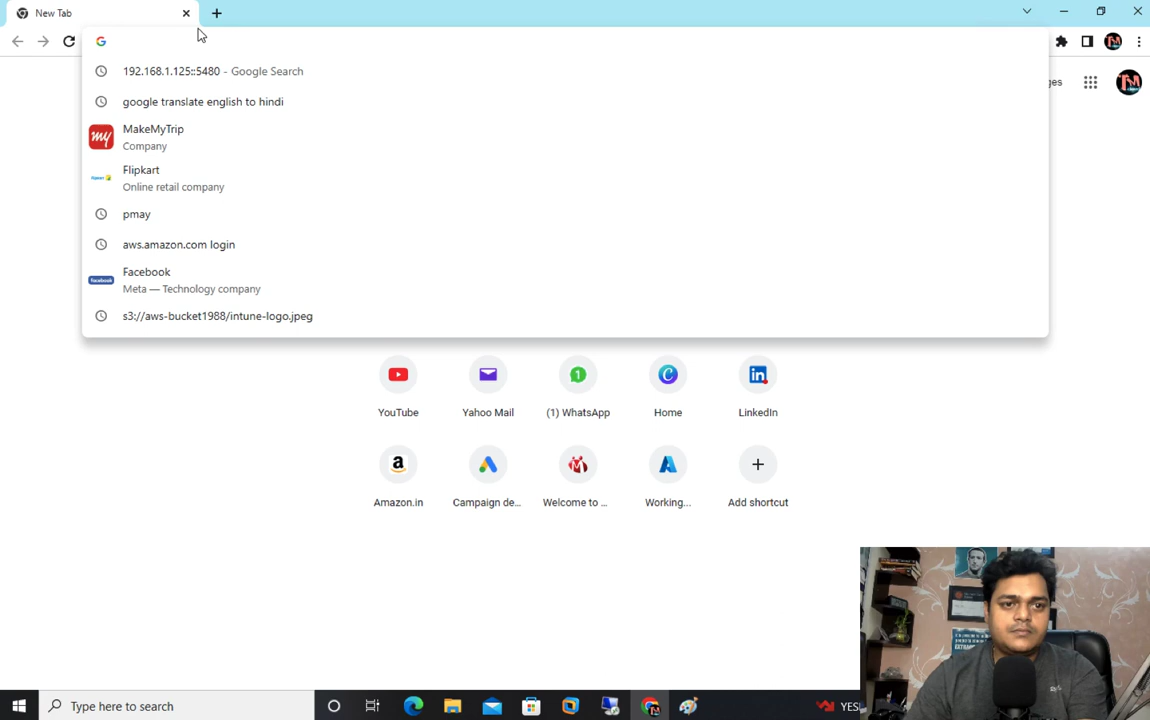 New Tab
192.168.1.125::5480 - Google Search
google translate english to hindi
MakeMyTrip
Company
Flipkart
Online retail company
pmay
aws.amazon.com login
Facebook
Meta — Technology company
s3://aws-bucket1988/intune-logo.jpeg
YouTube
Yahoo Mail
(1) WhatsApp
Home
LinkedIn
Amazon.in
Campaign de...
Welcome to ...
Working...
Add shortcut
Type here to search